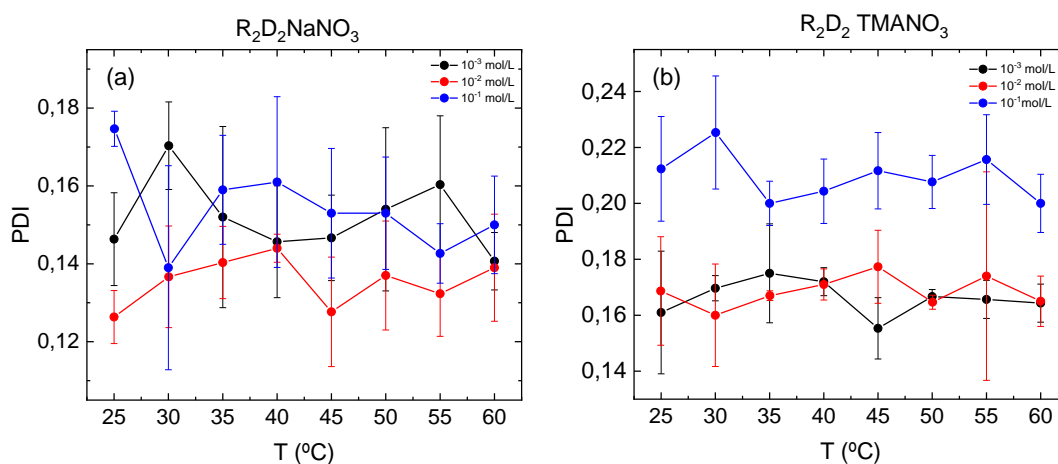 R₂D₂NaNO₃
(a)
10⁻³ mol/L
10⁻² mol/L
10⁻¹ mol/L
0,18
0,16
0,14
0,12
PDI
25 30 35 40 45 50 55 60
T (ºC)
R₂D₂ TMANO₃
(b)
10⁻³ mol/L
10⁻² mol/L
10⁻¹mol/L
0,24
0,22
0,20
0,18
0,16
0,14
PDI
25 30 35 40 45 50 55 60
T (ºC)